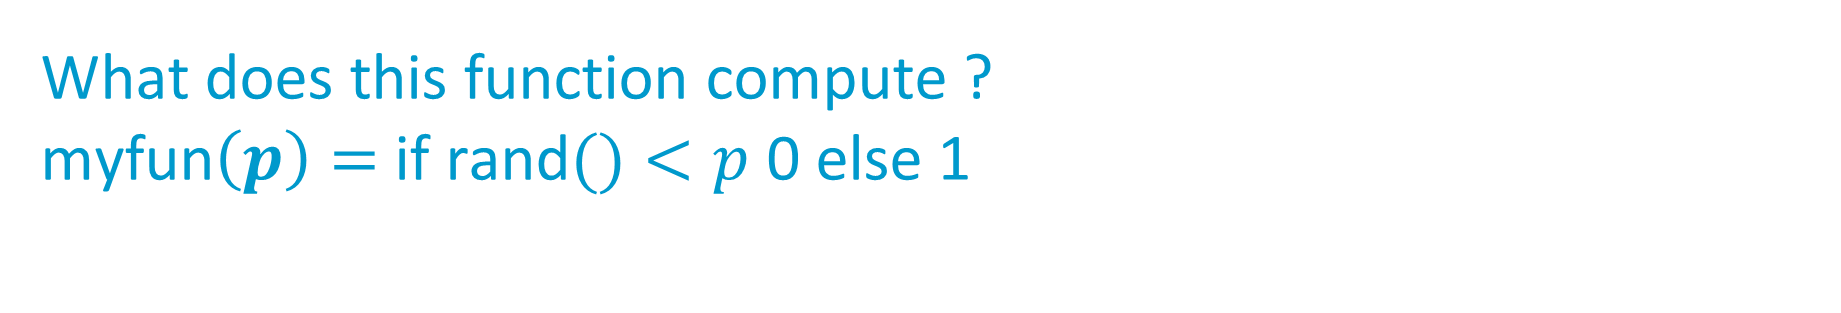 What does this function compute ?
myfun(𝒑) = if rand() < 𝑝 0 else 1